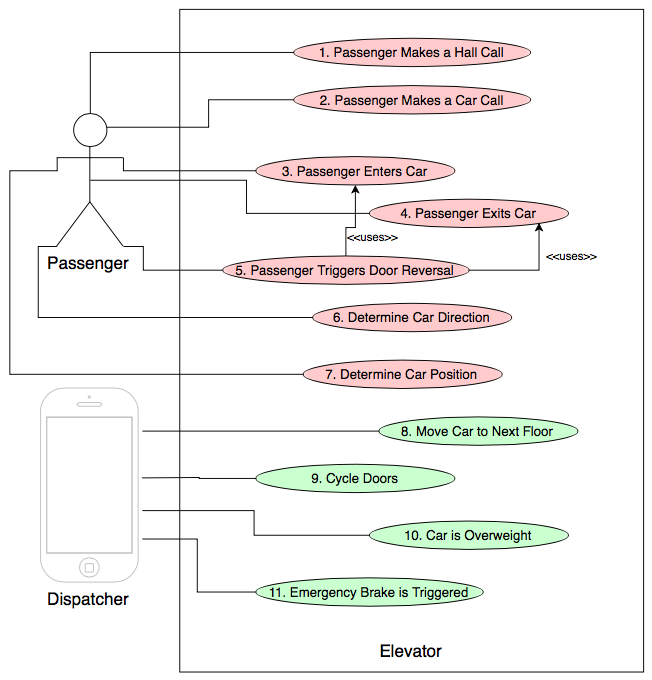 1. Passenger Makes a Hall Call
2. Passenger Makes a Car Call
3. Passenger Enters Car
4. Passenger Exits Car
<<uses>>
<<uses>>
Passenger
5. Passenger Triggers Door Reversal
6. Determine Car Direction
7. Determine Car Position
8. Move Car to Next Floor
9. Cycle Doors
10. Car is Overweight
11. Emergency Brake is Triggered
Dispatcher
Elevator